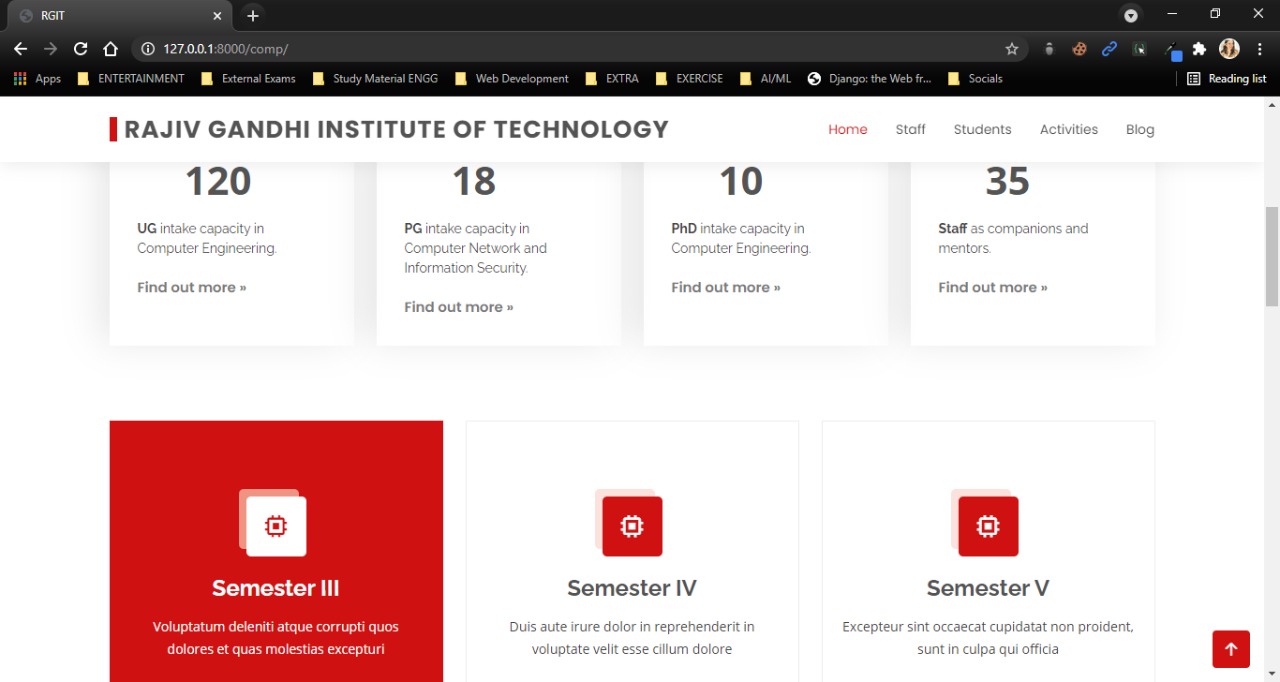 RGIT
127.0.0.1:8000/comp/
Apps ENTERTAINMENT External Exams Study Material ENGG Web Development EXTRA EXERCISE AI/ML Django: the Web fr... Socials Reading list
RAJIV GANDHI INSTITUTE OF TECHNOLOGY Home Staff Students Activities Blog
120
UG intake capacity in
Computer Engineering.
Find out more »
18
PG intake capacity in
Computer Network and
Information Security.
Find out more »
10
PhD intake capacity in
Computer Engineering.
Find out more »
35
Staff as companions and
mentors.
Find out more »
Semester III
Voluptatum deleniti atque corrupti quos
dolores et quas molestias excepturi
Semester IV
Duis aute irure dolor in reprehenderit in
voluptate velit esse cillum dolore
Semester V
Excepteur sint occaecat cupidatat non proident,
sunt in culpa qui officia